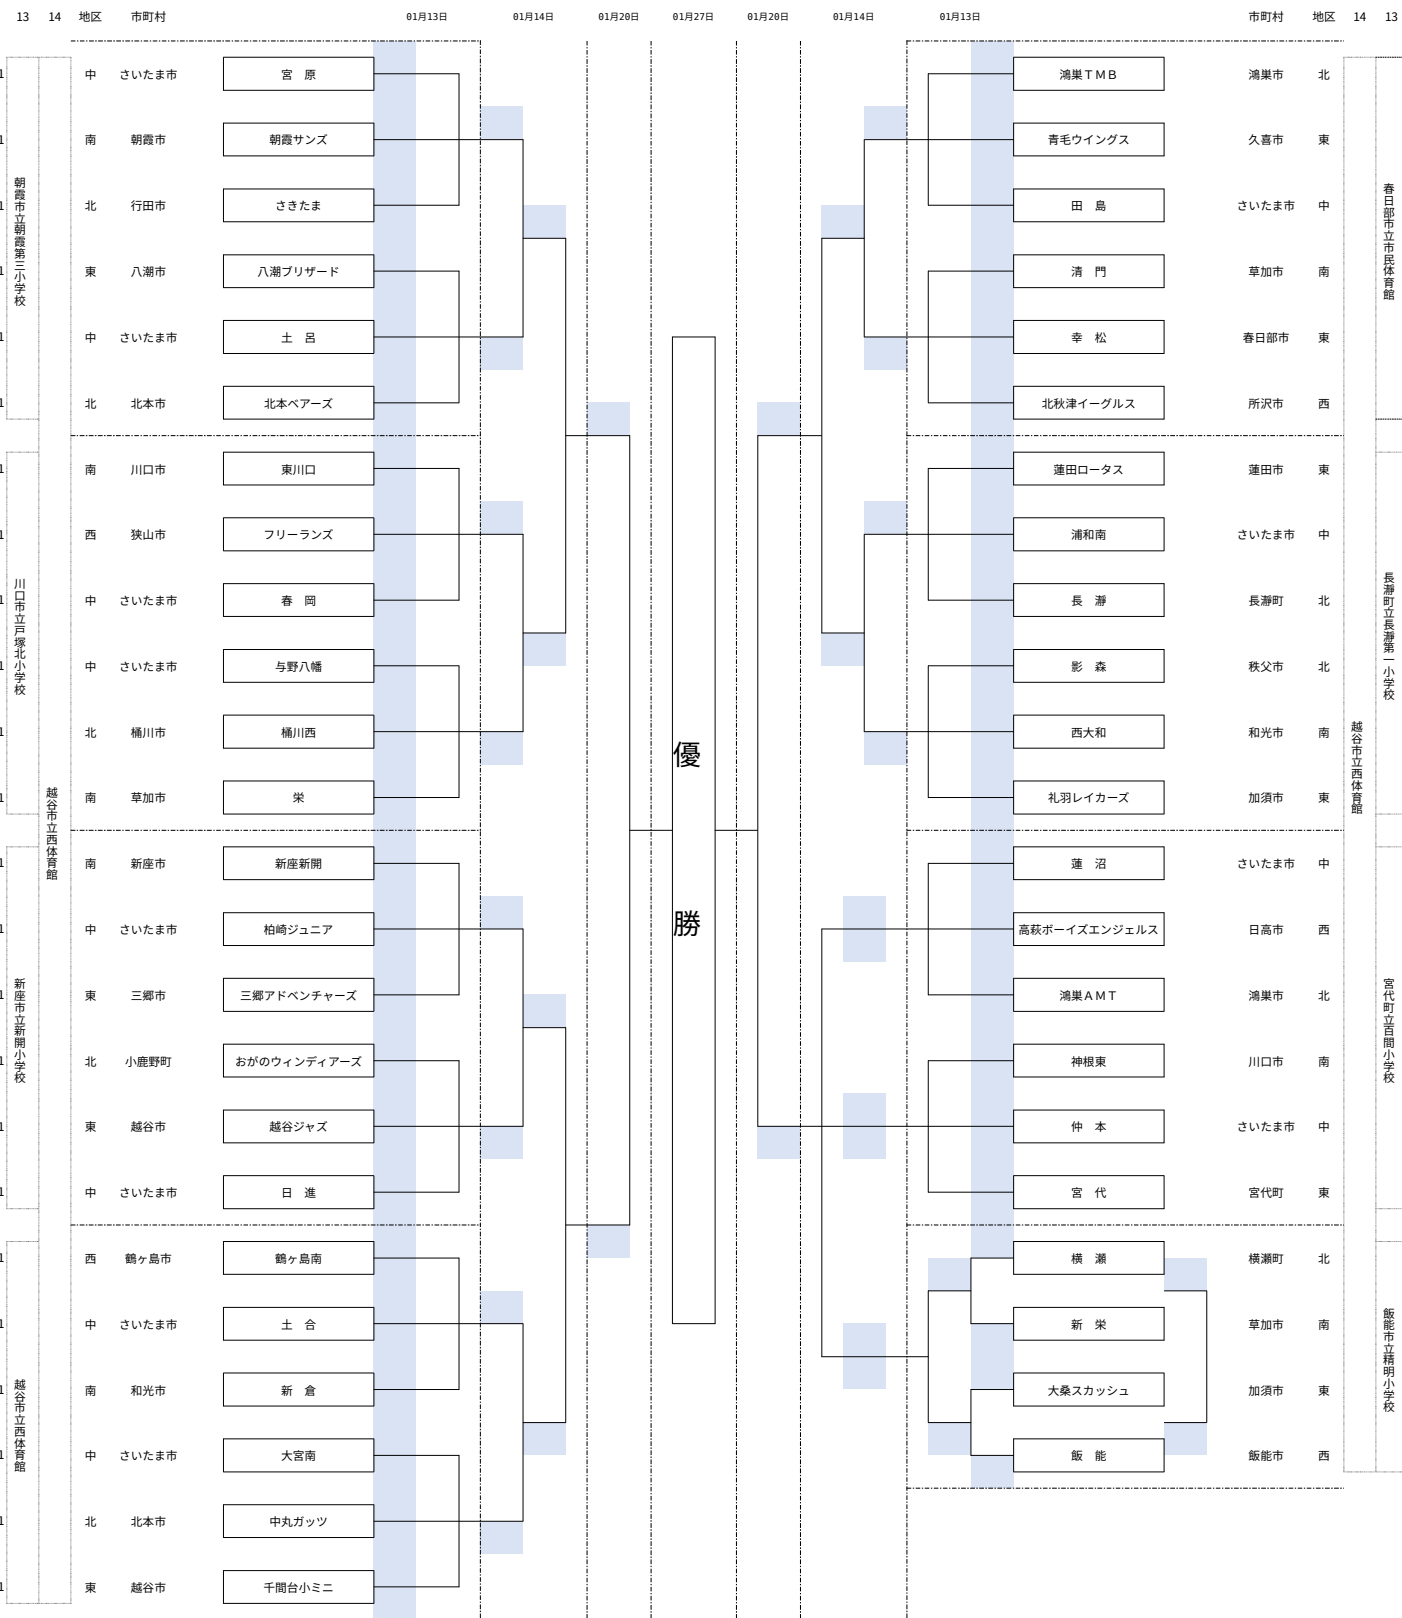 13 14 地区 市町村 01月13日 01月14日 01月20日 01月27日 01月20日 01月14日 01月13日 市町村 地区 14 13
1 中 さいたま市 宮　原
1 南 朝霞市 朝霞サンズ
1 北 行田市 さきたま
1 東 八潮市 八潮ブリザード
1 中 さいたま市 土　呂
1 北 北本市 北本ベアーズ
1 南 川口市 東川口
1 西 狭山市 フリーランズ
1 中 さいたま市 春　岡
1 中 さいたま市 与野八幡
1 北 桶川市 桶川西
1 南 草加市 栄
1 南 新座市 新座新開
1 中 さいたま市 柏崎ジュニア
1 東 三郷市 三郷アドベンチャーズ
1 北 小鹿野町 おがのウィンディアーズ
1 東 越谷市 越谷ジャズ
1 中 さいたま市 日　進
1 西 鶴ヶ島市 鶴ヶ島南
1 中 さいたま市 土　合
1 南 和光市 新　倉
1 中 さいたま市 大宮南
1 北 北本市 中丸ガッツ
1 東 越谷市 千間台小ミニ
朝霞市立朝霞第三小学校
川口市立戸塚北小学校
新座市立新開小学校
越谷市立西体育館
越谷市立西体育館
優
勝
鴻巣ＴＭＢ 鴻巣市 北
青毛ウイングス 久喜市 東
田　島 さいたま市 中
清　門 草加市 南
幸　松 春日部市 東
北秋津イーグルス 所沢市 西
蓮田ロータス 蓮田市 東
浦和南 さいたま市 中
長　瀞 長瀞町 北
影　森 秩父市 北
西大和 和光市 南
礼羽レイカーズ 加須市 東
蓮　沼 さいたま市 中
高萩ボーイズエンジェルス 日高市 西
鴻巣ＡＭＴ 鴻巣市 北
神根東 川口市 南
仲　本 さいたま市 中
宮　代 宮代町 東
横　瀬 横瀬町 北
新　栄 草加市 南
大桑スカッシュ 加須市 東
飯　能 飯能市 西
越谷市立西体育館
春日部市立市民体育館
長瀞町立長瀞第一小学校
宮代町立百間小学校
飯能市立精明小学校